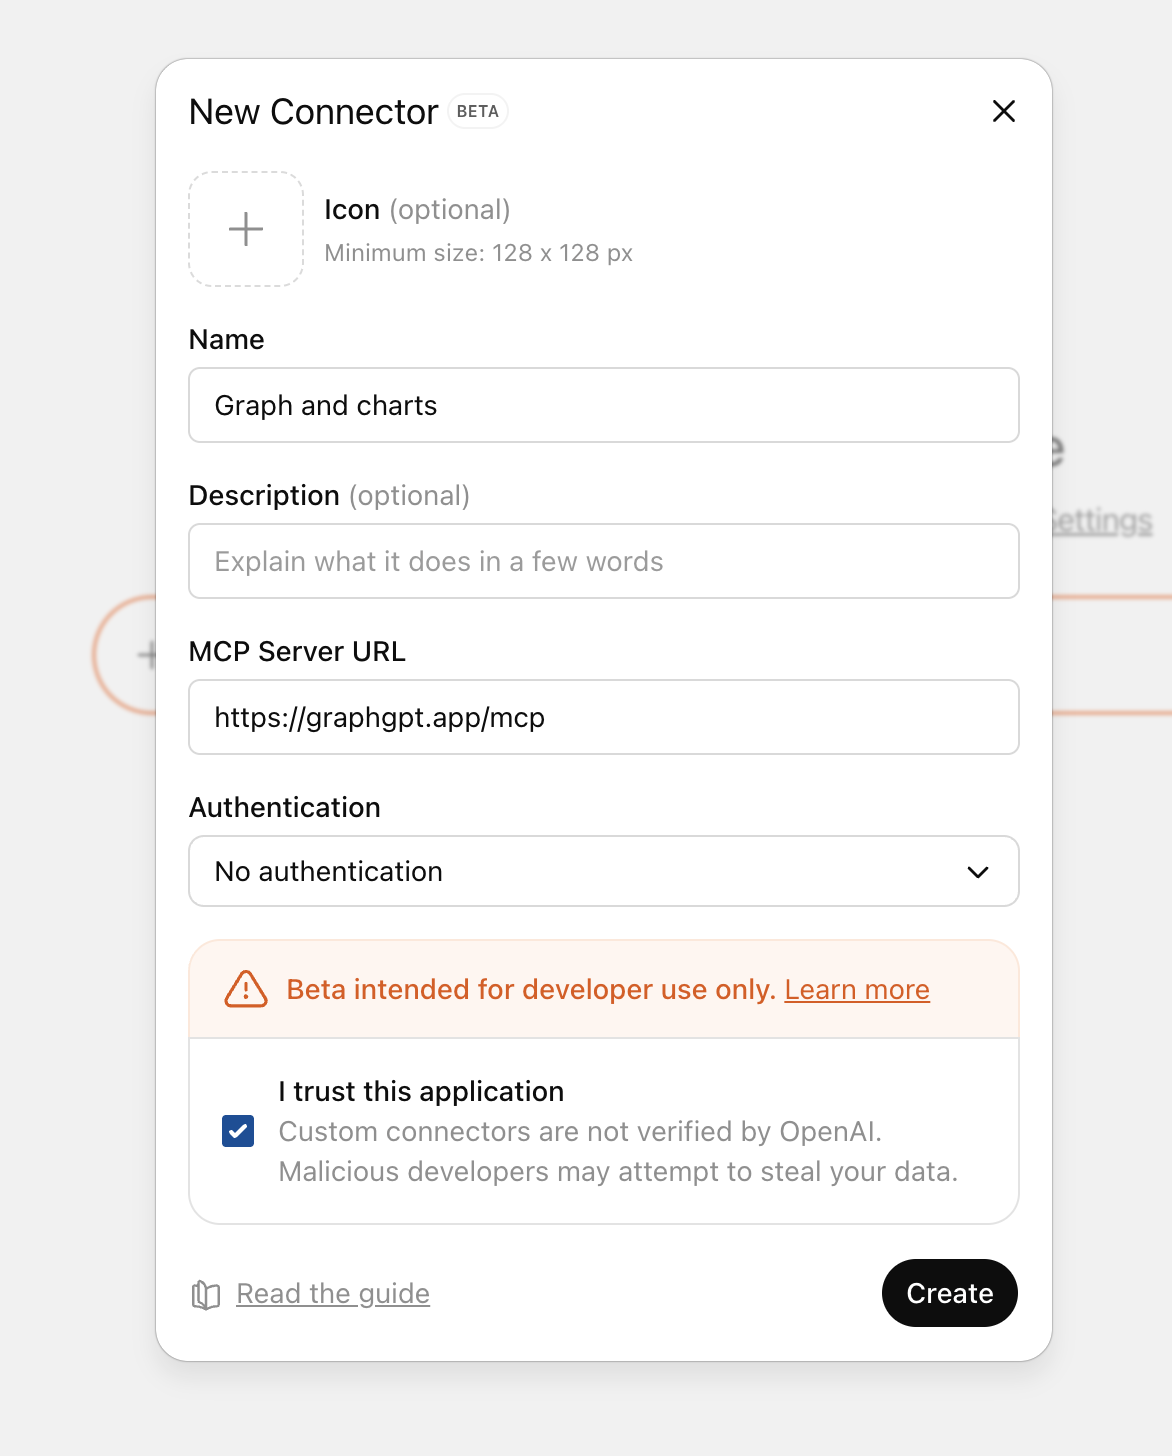 New Connector BETA
Icon (optional)
Minimum size: 128 x 128 px
Name
Graph and charts
Description (optional)
Explain what it does in a few words
Settings
MCP Server URL
https://graphgpt.app/mcp
Authentication
No authentication
Beta intended for developer use only. Learn more
I trust this application
Custom connectors are not verified by OpenAI.
Malicious developers may attempt to steal your data.
Read the guide
Create